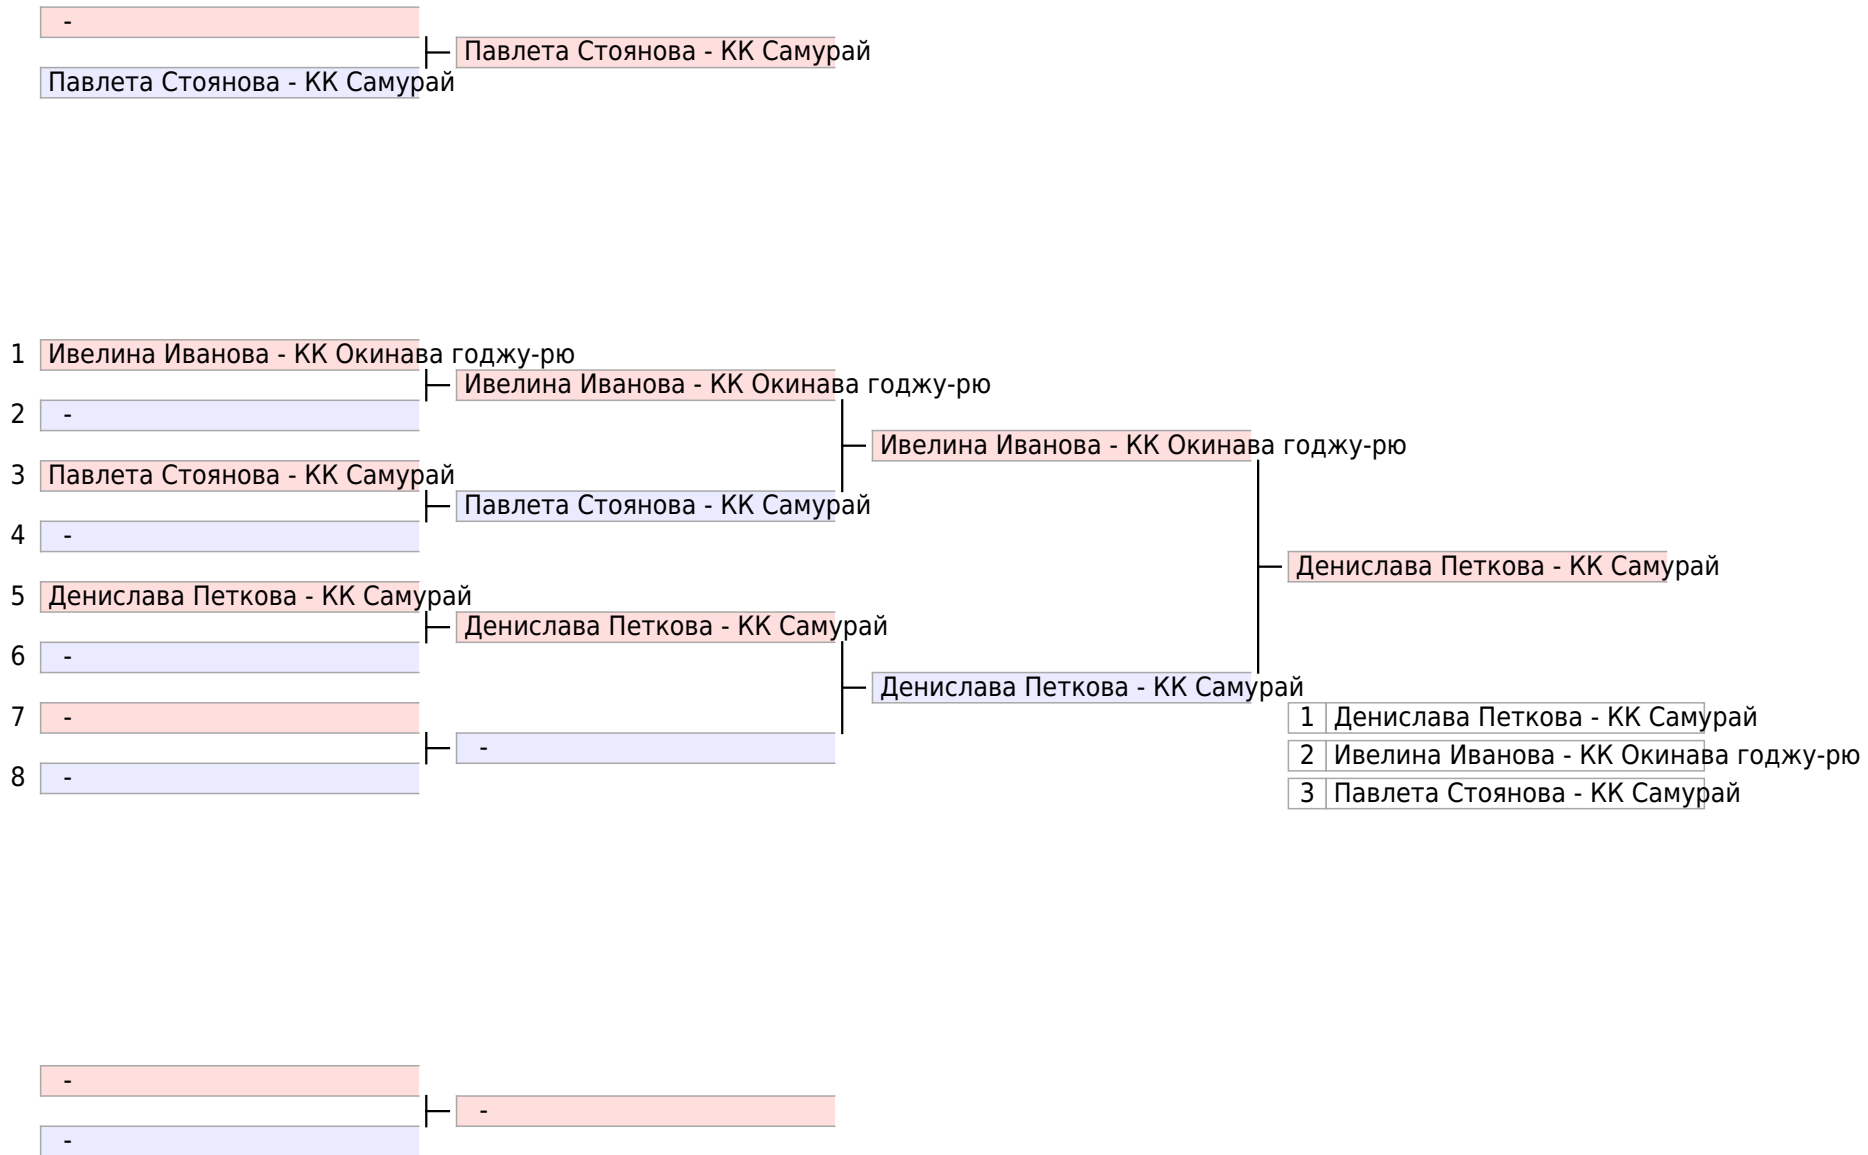 -
Павлета Стоянова - КК Самурай
Павлета Стоянова - КК Самурай
1 Ивелина Иванова - КК Окинава годжу-рю
Ивелина Иванова - КК Окинава годжу-рю
2 -
Ивелина Иванова - КК Окинава годжу-рю
3 Павлета Стоянова - КК Самурай
Павлета Стоянова - КК Самурай
4 -
Денислава Петкова - КК Самурай
5 Денислава Петкова - КК Самурай
Денислава Петкова - КК Самурай
6 -
Денислава Петкова - КК Самурай
7 -
1 Денислава Петкова - КК Самурай
-
2 Ивелина Иванова - КК Окинава годжу-рю
8 -
3 Павлета Стоянова - КК Самурай
-
-
-